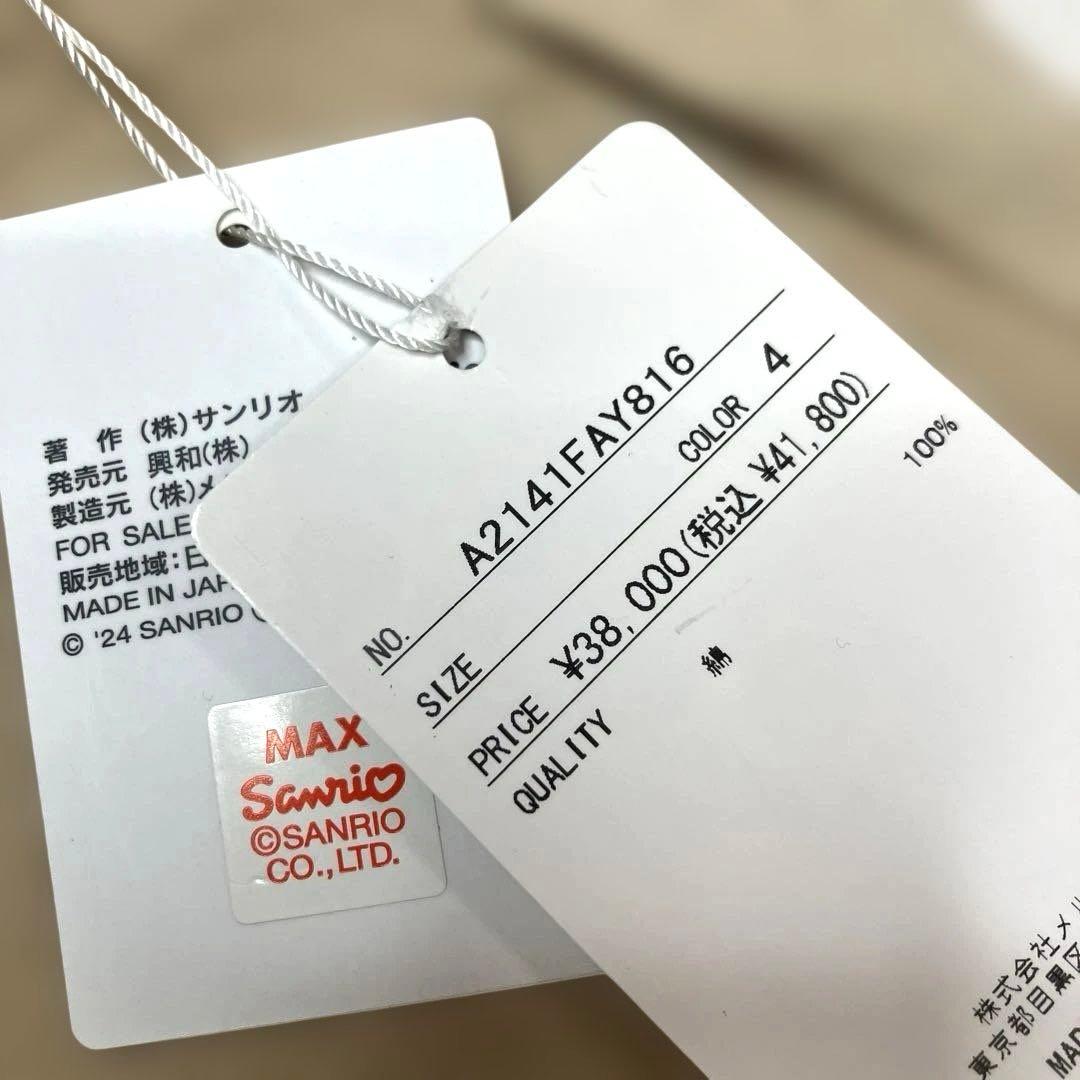 著 作 (株)サンリオ
発売元 興和(株)
製造元 (株)メ
FOR SALE
販売地域:日
MADE IN JAP
© '24 SANRIO
MAX
Sanrio
©SANRIO
CO.,LTD.
NO. A2141FAY816
SIZE COLOR 4
PRICE ¥38,000(税込 ¥41,800)
QUALITY 綿 100%
株式会社メル
東京都目黒区
MAD